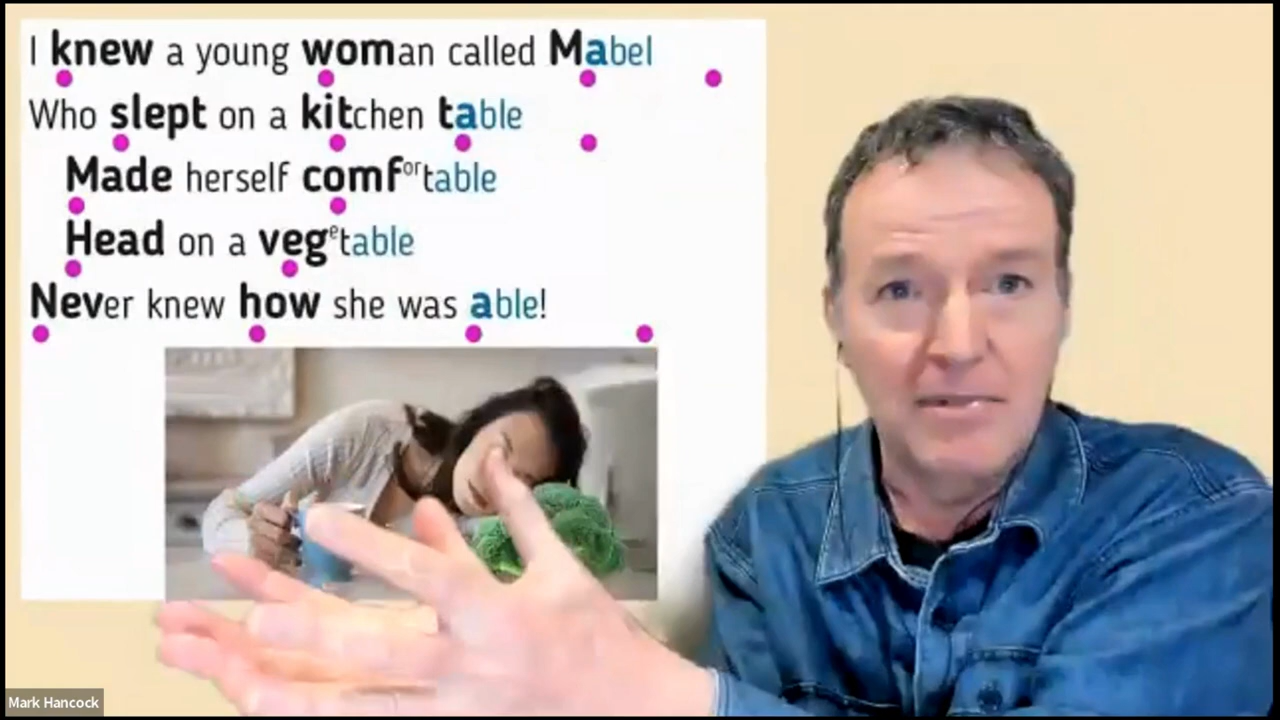 I knew a young woman called Mabel
Who slept on a kitchen table
Made herself comfortable
Head on a vegetable
Never knew how she was able!
Mark Hancock